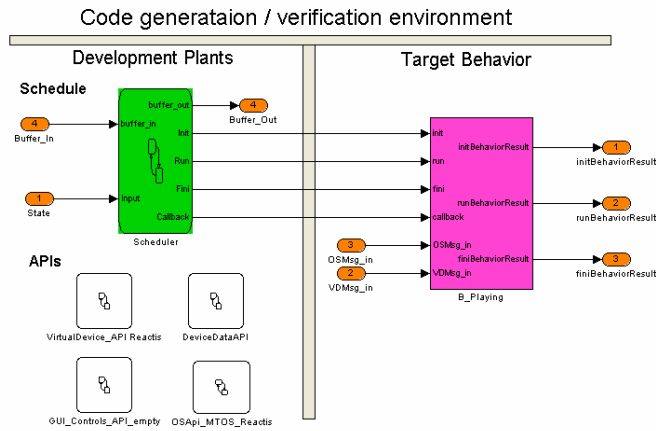 Code generataion / verification environment
Development Plants
Target Behavior
Schedule
4
Buffer_In
1
State
buffer_in
Input
buffer_out
Init
Run
Fini
Callback
Scheduler
4
Buffer_Out
3
OSMsg_in
2
VDMsg_in
init
run
fini
callback
OSMsg_in
VDMsg_in
initBehaviorResult
runBehaviorResult
finiBehaviorResult
B_Playing
1
initBehaviorResult
2
runBehaviorResult
3
finiBehaviorResult
APIs
VirtualDevice_API Reactis
DeviceDataAPI
GUI_Controls_API_empty
OSApi_MTOS_Reactis